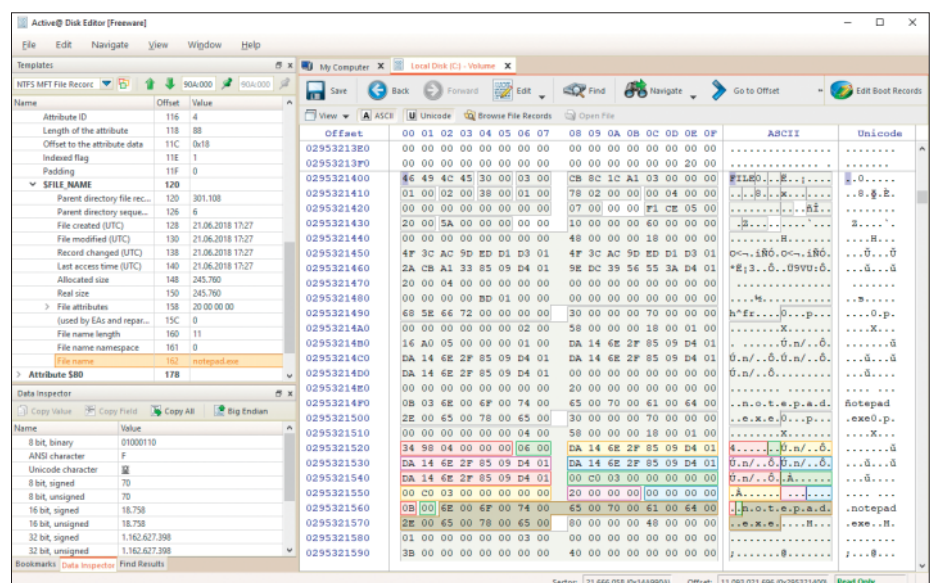 Active@ Disk Editor [Freeware]
File Edit Navigate View Window Help
Templates
My Computer X Local Disk (C:) - Volume X
NTFS MFT File Recorc 90A:000 90A:000
Save Back Forward Edit Find Navigate Go to Offset Edit Boot Records
View ASCII Unicode Browse File Records Open File
Name Offset Value
Attribute ID 116 4
Length of the attribute 118 88
Offset to the attribute data 11C 0x18
Indexed flag 11E 1
Padding 11F 0
$FILE_NAME 120
Parent directory file rec... 120 301.108
Parent directory seque... 126 6
File created (UTC) 128 21.06.2018 17:27
File modified (UTC) 130 21.06.2018 17:27
Record changed (UTC) 138 21.06.2018 17:27
Last access time (UTC) 140 21.06.2018 17:27
Allocated size 148 245.760
Real size 150 245.760
File attributes 158 20 00 00 00
(used by EAs and repar... 15C 0
File name length 160 11
File name namespace 161 0
File name 162 notepad.exe
Attribute $80 178
Data Inspector
Copy Value Copy Field Copy All Big Endian
Name Value
8 bit, binary 01000110
ANSI character F
Unicode character
8 bit, signed 70
8 bit, unsigned 70
16 bit, signed 18.758
16 bit, unsigned 18.758
32 bit, signed 1.162.627.398
32 bit, unsigned 1.162.627.398
Bookmarks Data Inspector Find Results
Offset 00 01 02 03 04 05 06 07 08 09 0A 0B 0C 0D 0E 0F ASCII Unicode
02953213E0 00 00 00 00 00 00 00 00 00 00 00 00 00 00 00 00
02953213F0 00 00 00 00 00 00 00 00 00 00 00 00 00 00 20 00
0295321400 46 49 4C 45 30 00 03 00 CB 8C 1C A1 03 00 00 00
0295321410 01 00 02 00 38 00 01 00 78 02 00 00 00 04 00 00
0295321420 00 00 00 00 00 00 00 00 07 00 00 00 F1 CE 05 00
0295321430 20 00 5A 00 00 00 00 00 10 00 00 00 60 00 00 00
0295321440 00 00 00 00 00 00 00 00 48 00 00 00 18 00 00 00
0295321450 4F 3C AC 9D ED D1 D3 01 4F 3C AC 9D ED D1 D3 01
0295321460 2A CB A1 33 85 09 D4 01 9E DC 39 56 55 3A D4 01
0295321470 20 00 04 00 00 00 00 00 00 00 00 00 00 00 00 00
0295321480 00 00 00 00 BD 01 00 00 00 00 00 00 00 00 00 00
0295321490 68 5E 66 72 00 00 00 00 30 00 00 00 70 00 00 00
02953214A0 00 00 00 00 00 00 02 00 58 00 00 00 18 00 01 00
02953214B0 16 A0 05 00 00 00 01 00 DA 14 6E 2F 85 09 D4 01
02953214C0 DA 14 6E 2F 85 09 D4 01 DA 14 6E 2F 85 09 D4 01
02953214D0 DA 14 6E 2F 85 09 D4 01 00 00 00 00 00 00 00 00
02953214E0 00 00 00 00 00 00 00 00 20 00 00 00 00 00 00 00
02953214F0 0B 03 6E 00 6F 00 74 00 65 00 70 00 61 00 64 00 ..n.o.t.e.p.a.d. notepad
0295321500 2E 00 65 00 78 00 65 00 30 00 00 00 70 00 00 00 ..e.x.e.0...p... .exe0.p.
0295321510 00 00 00 00 00 00 04 00 58 00 00 00 18 00 01 00
0295321520 34 98 04 00 00 00 06 00 DA 14 6E 2F 85 09 D4 01
0295321530 DA 14 6E 2F 85 09 D4 01 DA 14 6E 2F 85 09 D4 01
0295321540 DA 14 6E 2F 85 09 D4 01 00 C0 03 00 00 00 00 00
0295321550 00 C0 03 00 00 00 00 00 20 00 00 00 00 00 00 00
0295321560 0B 00 6E 00 6F 00 74 00 65 00 70 00 61 00 64 00 ..n.o.t.e.p.a.d. .notepad
0295321570 2E 00 65 00 78 00 65 00 80 00 00 00 48 00 00 00 ..e.x.e.....H... .exe..H.
0295321580 01 00 00 00 00 00 03 00 00 00 00 00 00 00 00 00
0295321590 3B 00 00 00 00 00 00 00 40 00 00 00 00 00 00 00
Read Only